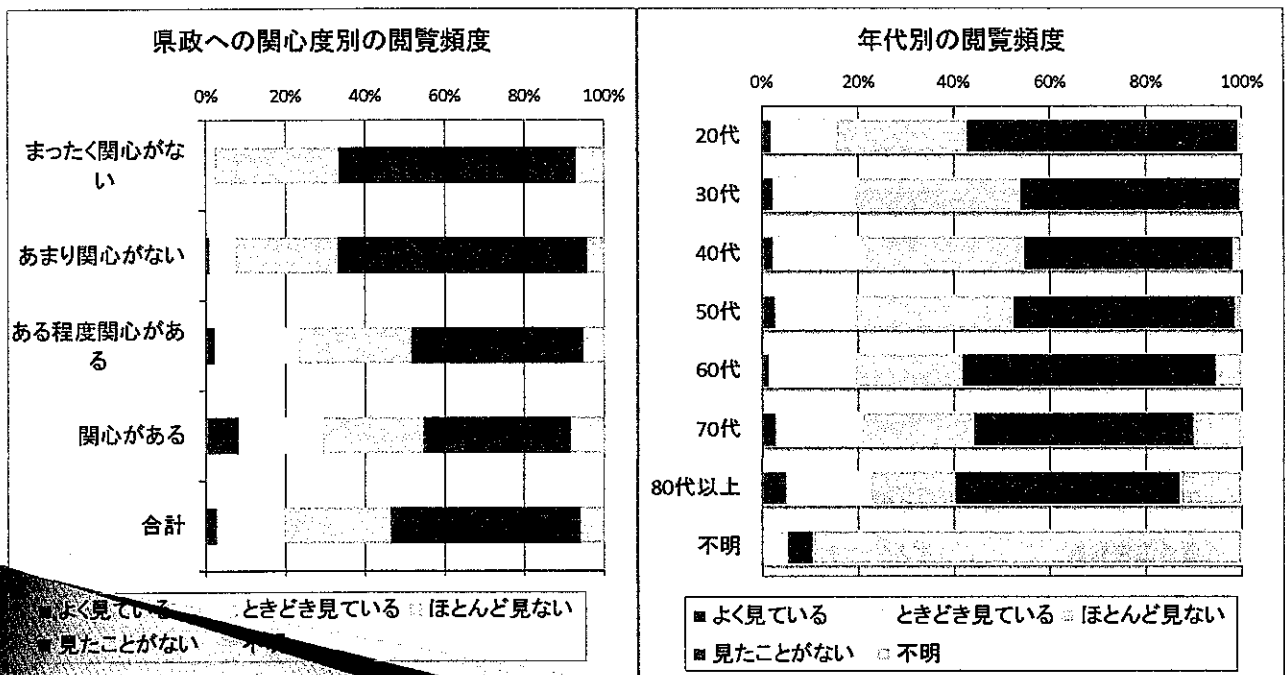 県政への関心度別の閲覧頻度
0% 20% 40% 60% 80% 100%
まったく関心がな
い
あまり関心がない
ある程度関心があ
る
関心がある
合計
よく見ている ときどき見ている ほとんど見ない
見たことがない 不明
年代別の閲覧頻度
0% 20% 40% 60% 80% 100%
20代
30代
40代
50代
60代
70代
80代以上
不明
よく見ている ときどき見ている ほとんど見ない
見たことがない 不明